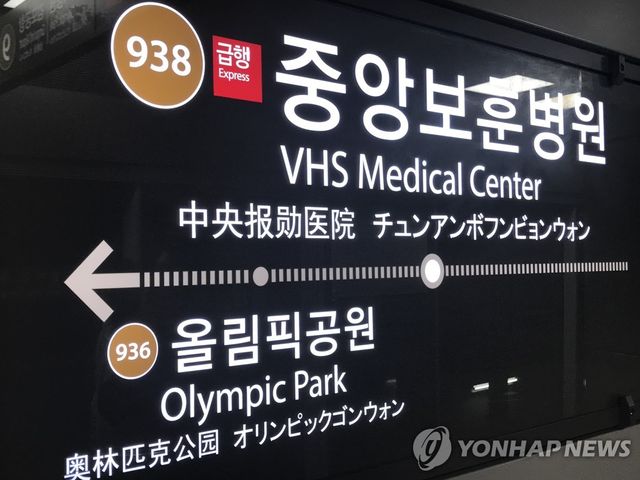 938 급행 Express 중앙보훈병원
VHS Medical Center
中央报勋医院 チュンアンボフンビョンウォン
936 올림픽공원
Olympic Park
奥林匹克公园 オリンピックゴンウォン
YONHAP NEWS